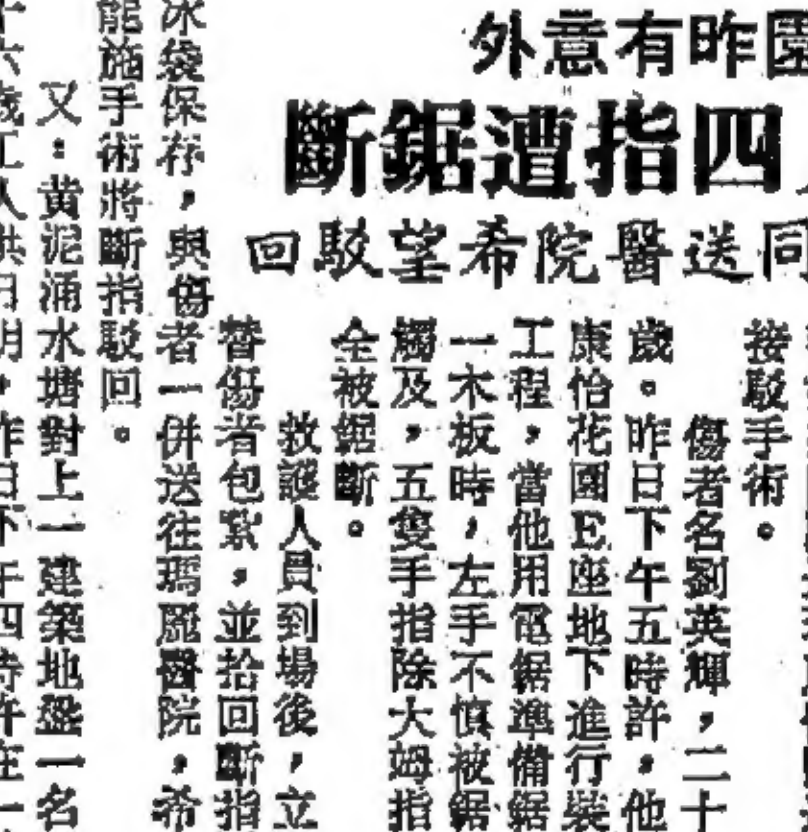 園昨有意外
四指遭鋸斷
同送醫院希望駁回
接駁手術。
傷者名劉英輝，二十
歲。昨日下午五時許，他
康怡花園E座地下進行裝
工程，當他用電鋸準備鋸
一木板時，左手不慎被鋸
觸及，五隻手指除大姆指
全被鋸斷。
救護人員到場後，立
替傷者包紮，並拾回斷指
冰袋保存，與傷者一併送往瑪麗醫院，希
能施手術將斷指駁回。
又：黃泥涌水塘對上一建築地盤一名
十六歲工人洪日明，昨日下午四時許在一